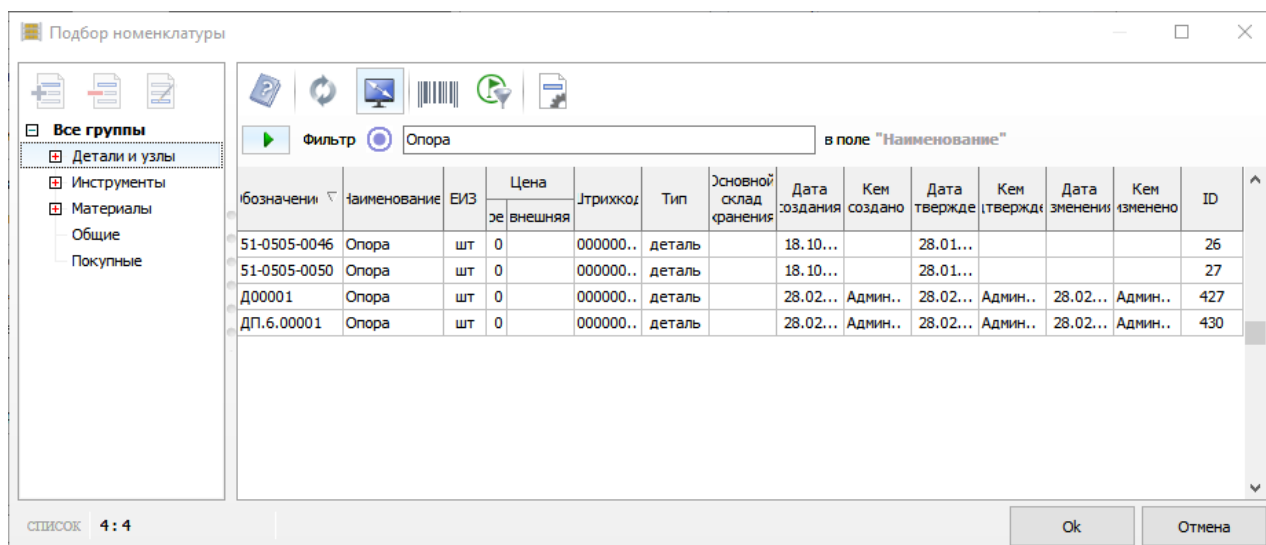 Подбор номенклатуры
Все группы
Детали и узлы
Инструменты
Материалы
Общие
Покупные
Фильтр Опора в поле "Наименование"
Цена
внешняя
ЕИЗ
Тип
Основной склад хранения
Дата создания
Кем создано
Дата
Кем
Дата
Кем
ID
51-0505-0046 Опора шт 0 000000.. деталь 18.10... 28.01... 26
51-0505-0050 Опора шт 0 000000.. деталь 18.10... 28.01... 27
Д00001 Опора шт 0 000000.. деталь 28.02... Админ.. 28.02... Админ.. 28.02... Админ.. 427
ДП.6.00001 Опора шт 0 000000.. деталь 28.02... Админ.. 28.02... Админ.. 28.02... Админ.. 430
список 4:4
Ok
Отмена